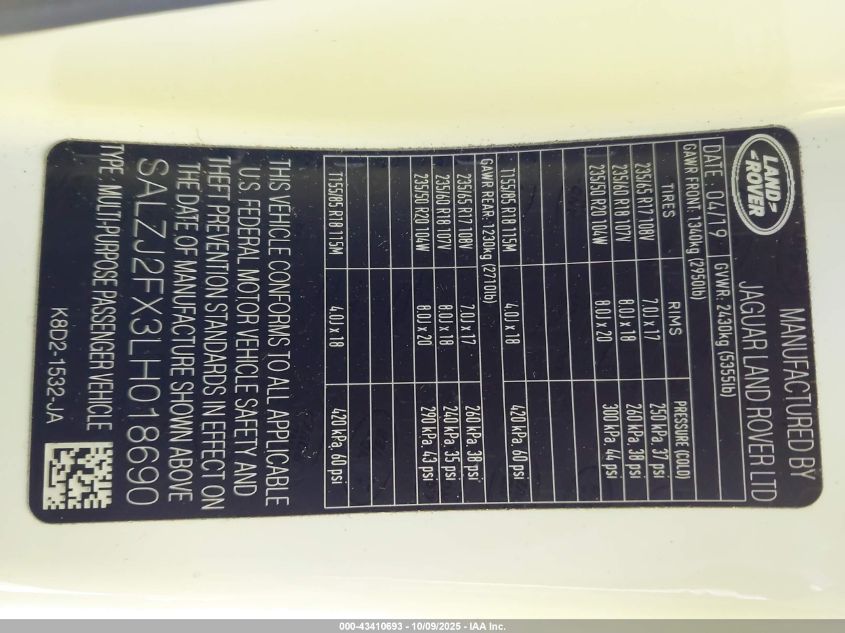 MANUFACTURED BY
JAGUAR LAND ROVER LTD
LAND-
-ROVER
DATE: 04/19 GVWR: 2430kg (5355lb)
GAWR FRONT: 1340kg (2950lb)
TIRES RIMS PRESSURE (COLD)
235/65 R17 108V 7.0J x 17 250 kPa, 37 psi
235/60 R18 107V 8.0J x 18 260 kPa, 38 psi
235/50 R20 104W 8.0J x 20 300 kPa, 44 psi
T155/85 R18 115M 4.0J x 18 420 kPa, 60 psi
GAWR REAR: 1230kg (2710lb)
235/65 R17 108V 7.0J x 17 260 kPa, 38 psi
235/60 R18 107V 8.0J x 18 240 kPa, 35 psi
235/50 R20 104W 8.0J x 20 290 kPa, 43 psi
T155/85 R18 115M 4.0J x 18 420 kPa, 60 psi
THIS VEHICLE CONFORMS TO ALL APPLICABLE
U.S. FEDERAL MOTOR VEHICLE SAFETY AND
THEFT PREVENTION STANDARDS IN EFFECT ON
THE DATE OF MANUFACTURE SHOWN ABOVE
SALZJ2FX3LH018690
TYPE: MULTI-PURPOSE PASSENGER VEHICLE
K8D2-1532-JA
000-43410693 - 10/09/2025 - IAA Inc.